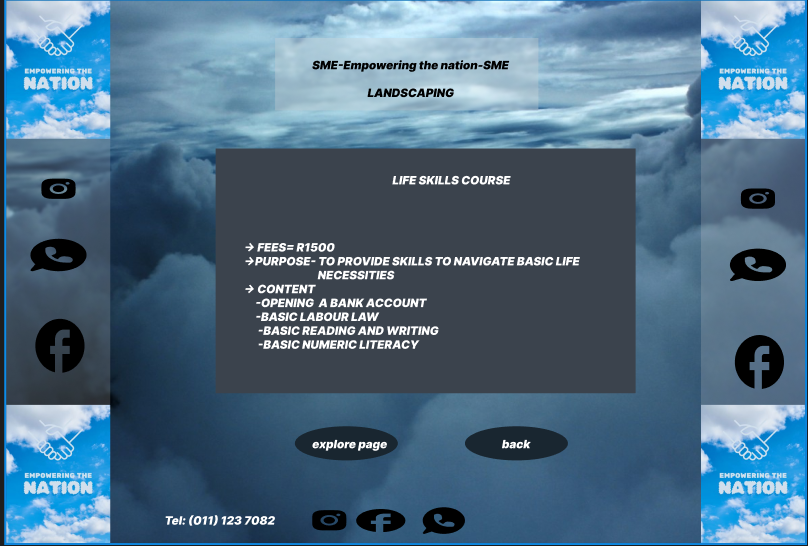 EMPOWERING THE
NATION
EMPOWERING THE
NATION
SME-Empowering the nation-SME
LANDSCAPING
LIFE SKILLS COURSE
→ FEES= R1500
→PURPOSE- TO PROVIDE SKILLS TO NAVIGATE BASIC LIFE
NECESSITIES
→ CONTENT
-OPENING A BANK ACCOUNT
-BASIC LABOUR LAW
-BASIC READING AND WRITING
-BASIC NUMERIC LITERACY
explore page
back
EMPOWERING THE
NATION
EMPOWERING THE
NATION
Tel: (011) 123 7082